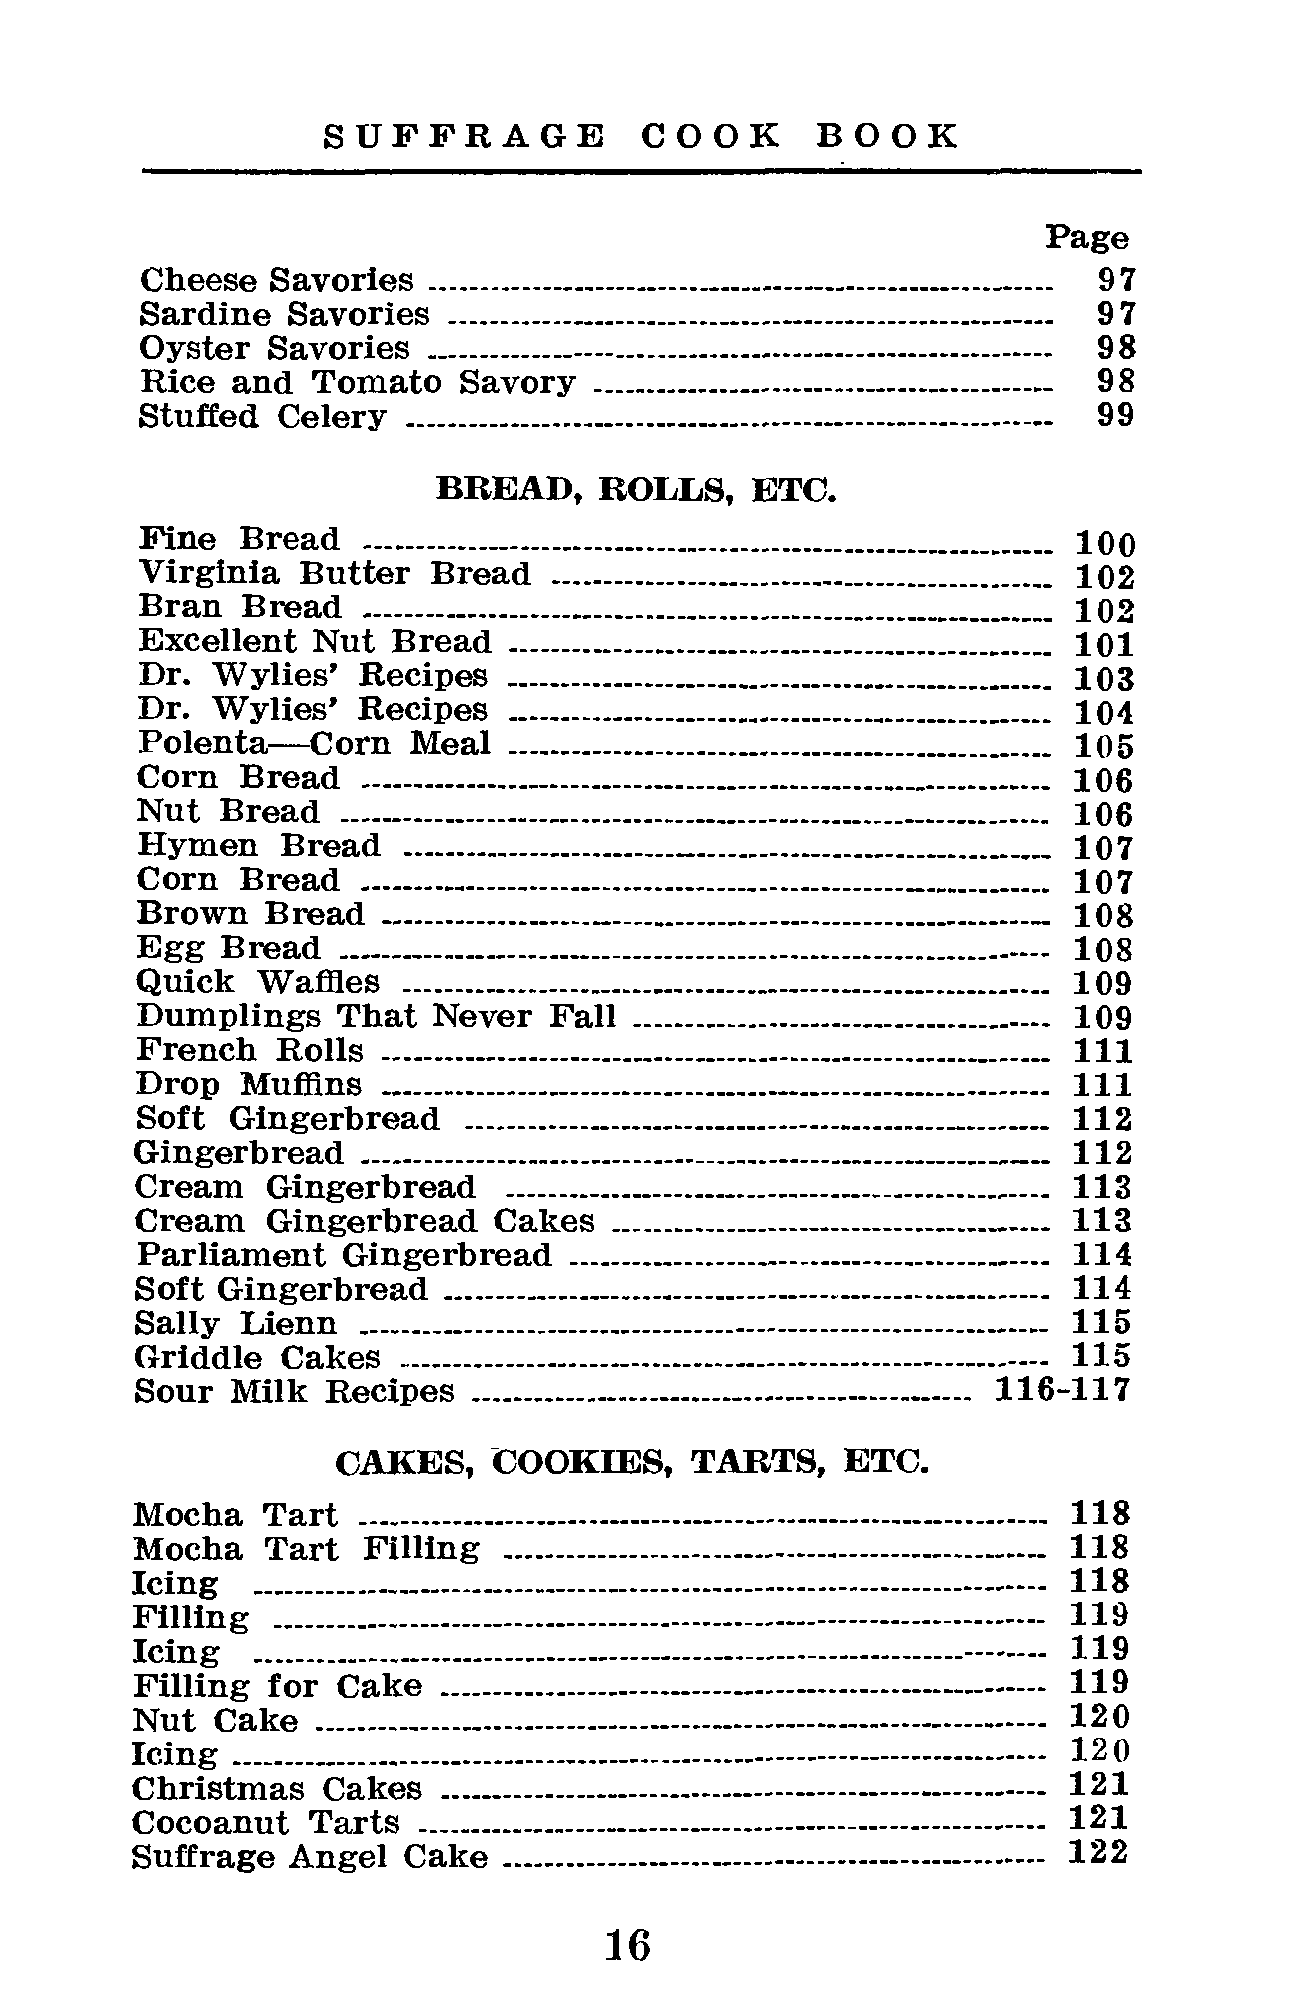 SUFFRAGE COOK BOOK
Page
Cheese Savories 97
Sardine Savories 97
Oyster Savories 98
Rice and Tomato Savory 98
Stuffed Celery 99
BREAD, ROLLS, ETC.
Fine Bread 100
Virginia Butter Bread 102
Bran Bread 102
Excellent Nut Bread 101
Dr. Wylies' Recipes 103
Dr. Wylies' Recipes 104
Polenta—Corn Meal 105
Corn Bread 106
Nut Bread 106
Hymen Bread 107
Corn Bread 107
Brown Bread 108
Egg Bread 108
Quick Waffles 109
Dumplings That Never Fall 109
French Rolls 111
Drop Muffins 111
Soft Gingerbread 112
Gingerbread 112
Cream Gingerbread 113
Cream Gingerbread Cakes 113
Parliament Gingerbread 114
Soft Gingerbread 114
Sally Lienn 115
Griddle Cakes 115
Sour Milk Recipes 116-117
CAKES, COOKIES, TARTS, ETC.
Mocha Tart 118
Mocha Tart Filling 118
Icing 118
Filling 119
Icing 119
Filling for Cake 119
Nut Cake 120
Icing 120
Christmas Cakes 121
Cocoanut Tarts 121
Suffrage Angel Cake 122
16